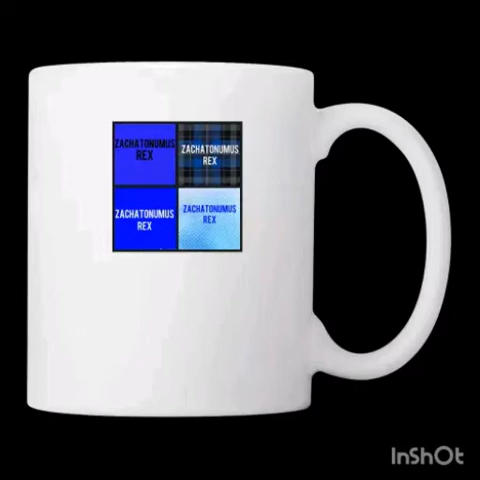 ZACHATONUMUS
REX
ZACHATONUMUS
REX
ZACHATONUMUS
REX
ZACHATONUMUS
REX
InShOt